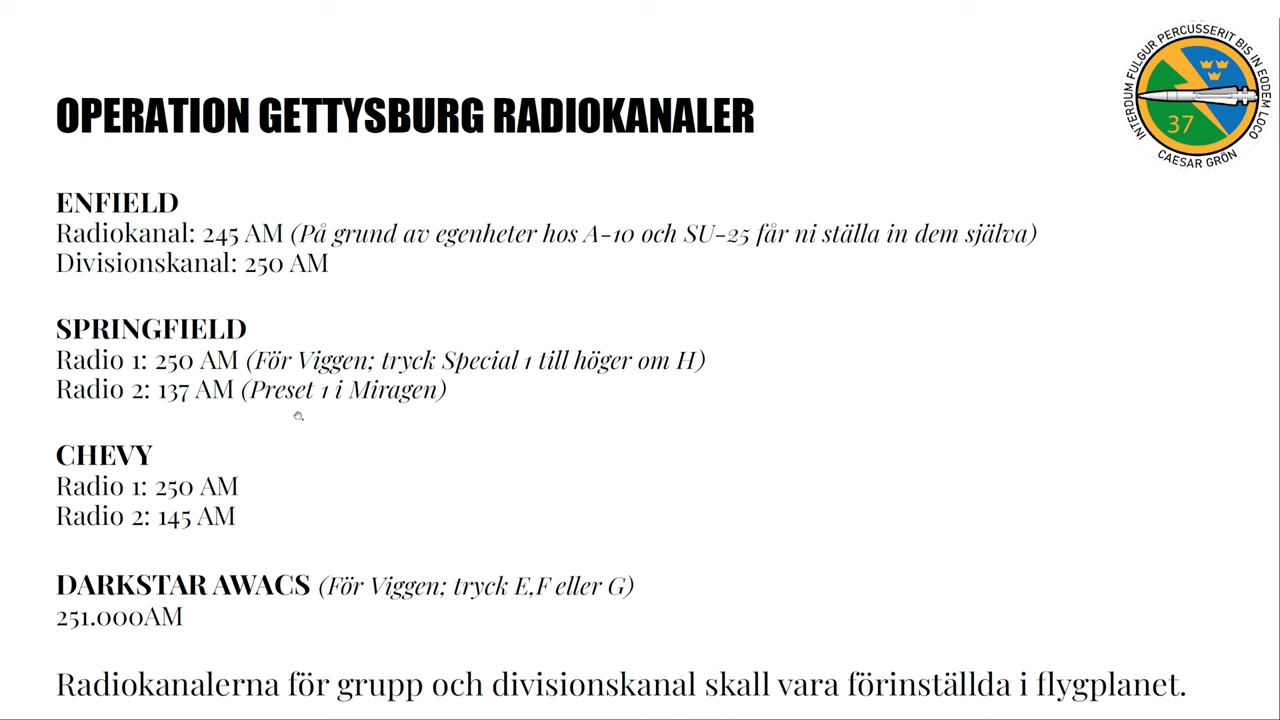 INTERDUM FULGUR PERCUSSERIT BIS IN EODEM LOCO
37
CAESAR GRÖN
OPERATION GETTYSBURG RADIOKANALER
ENFIELD
Radiokanal: 245 AM (På grund av egenheter hos A-10 och SU-25 får ni ställa in dem själva)
Divisionskanal: 250 AM
SPRINGFIELD
Radio 1: 250 AM (För Viggen; tryck Special 1 till höger om H)
Radio 2: 137 AM (Preset 1 i Miragen)
CHEVY
Radio 1: 250 AM
Radio 2: 145 AM
DARKSTAR AWACS (För Viggen; tryck E,F eller G)
251.000AM
Radiokanalerna för grupp och divisionskanal skall vara förinställda i flygplanet.